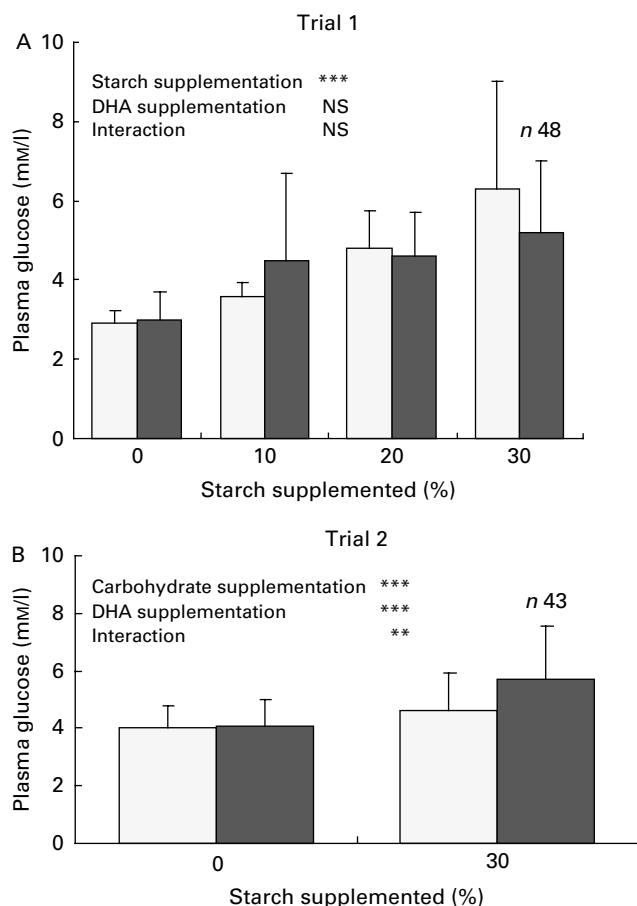 Trial 1
A
10
8
6
4
2
0
Plasma glucose (mM/l)
Starch supplementation ***
DHA supplementation NS
Interaction NS
n 48
0 10 20 30
Starch supplemented (%)
Trial 2
B
10
8
6
4
2
0
Plasma glucose (mM/l)
Carbohydrate supplementation ***
DHA supplementation ***
Interaction **
n 43
0 30
Starch supplemented (%)